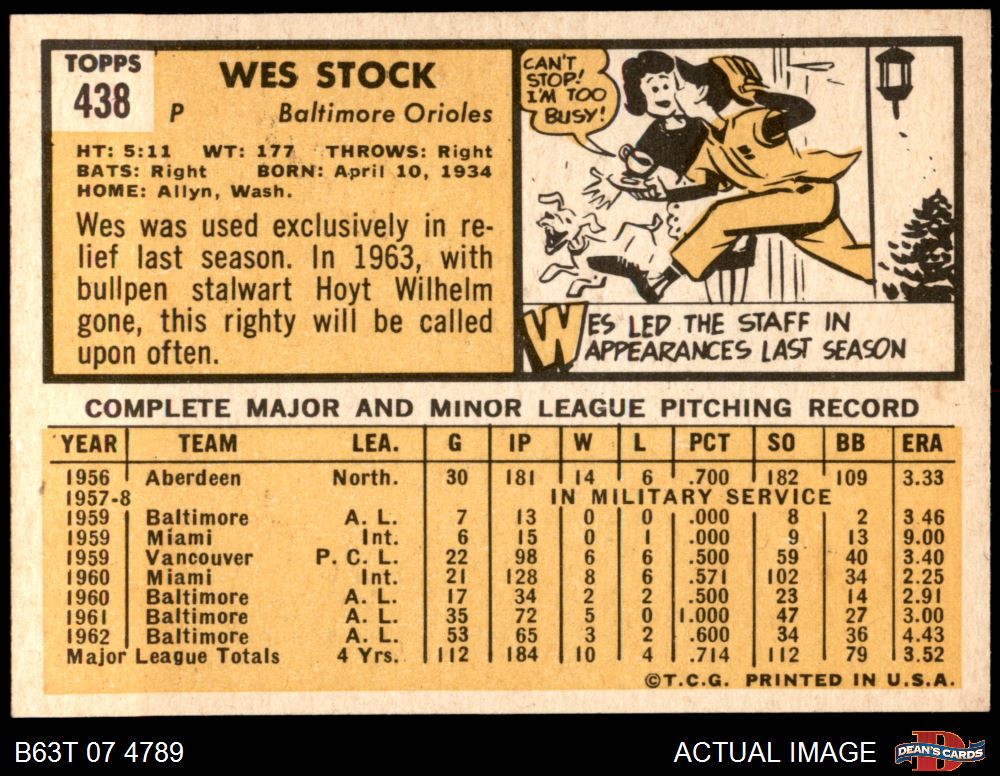 TOPPS
438
WES STOCK
P
Baltimore Orioles
HT: 5:11 WT: 177 THROWS: Right
BATS: Right BORN: April 10, 1934
HOME: Allyn, Wash.
Wes was used exclusively in re-
lief last season. In 1963, with
bullpen stalwart Hoyt Wilhelm
gone, this righty will be called
upon often.
CAN'T
STOP!
I'M TOO
BUSY!
WES LED THE STAFF IN
APPEARANCES LAST SEASON
COMPLETE MAJOR AND MINOR LEAGUE PITCHING RECORD
YEAR TEAM LEA. G IP W L PCT SO BB ERA
1956 Aberdeen North. 30 181 14 6 .700 182 109 3.33
1957-8 IN MILITARY SERVICE
1959 Baltimore A. L. 7 13 0 0 .000 8 2 3.46
1959 Miami Int. 6 15 0 1 .000 9 13 9.00
1959 Vancouver P. C. L. 22 98 6 6 .500 59 40 3.40
1960 Miami Int. 21 128 8 6 .571 102 34 2.25
1960 Baltimore A. L. 17 34 2 2 .500 23 14 2.91
1961 Baltimore A. L. 35 72 5 0 1.000 47 27 3.00
1962 Baltimore A. L. 53 65 3 2 .600 34 36 4.43
Major League Totals 4 Yrs. 112 184 10 4 .714 112 79 3.52
©T.C.G. PRINTED IN U.S.A.
B63T 07 4789
ACTUAL IMAGE
DEAN'S CARDS